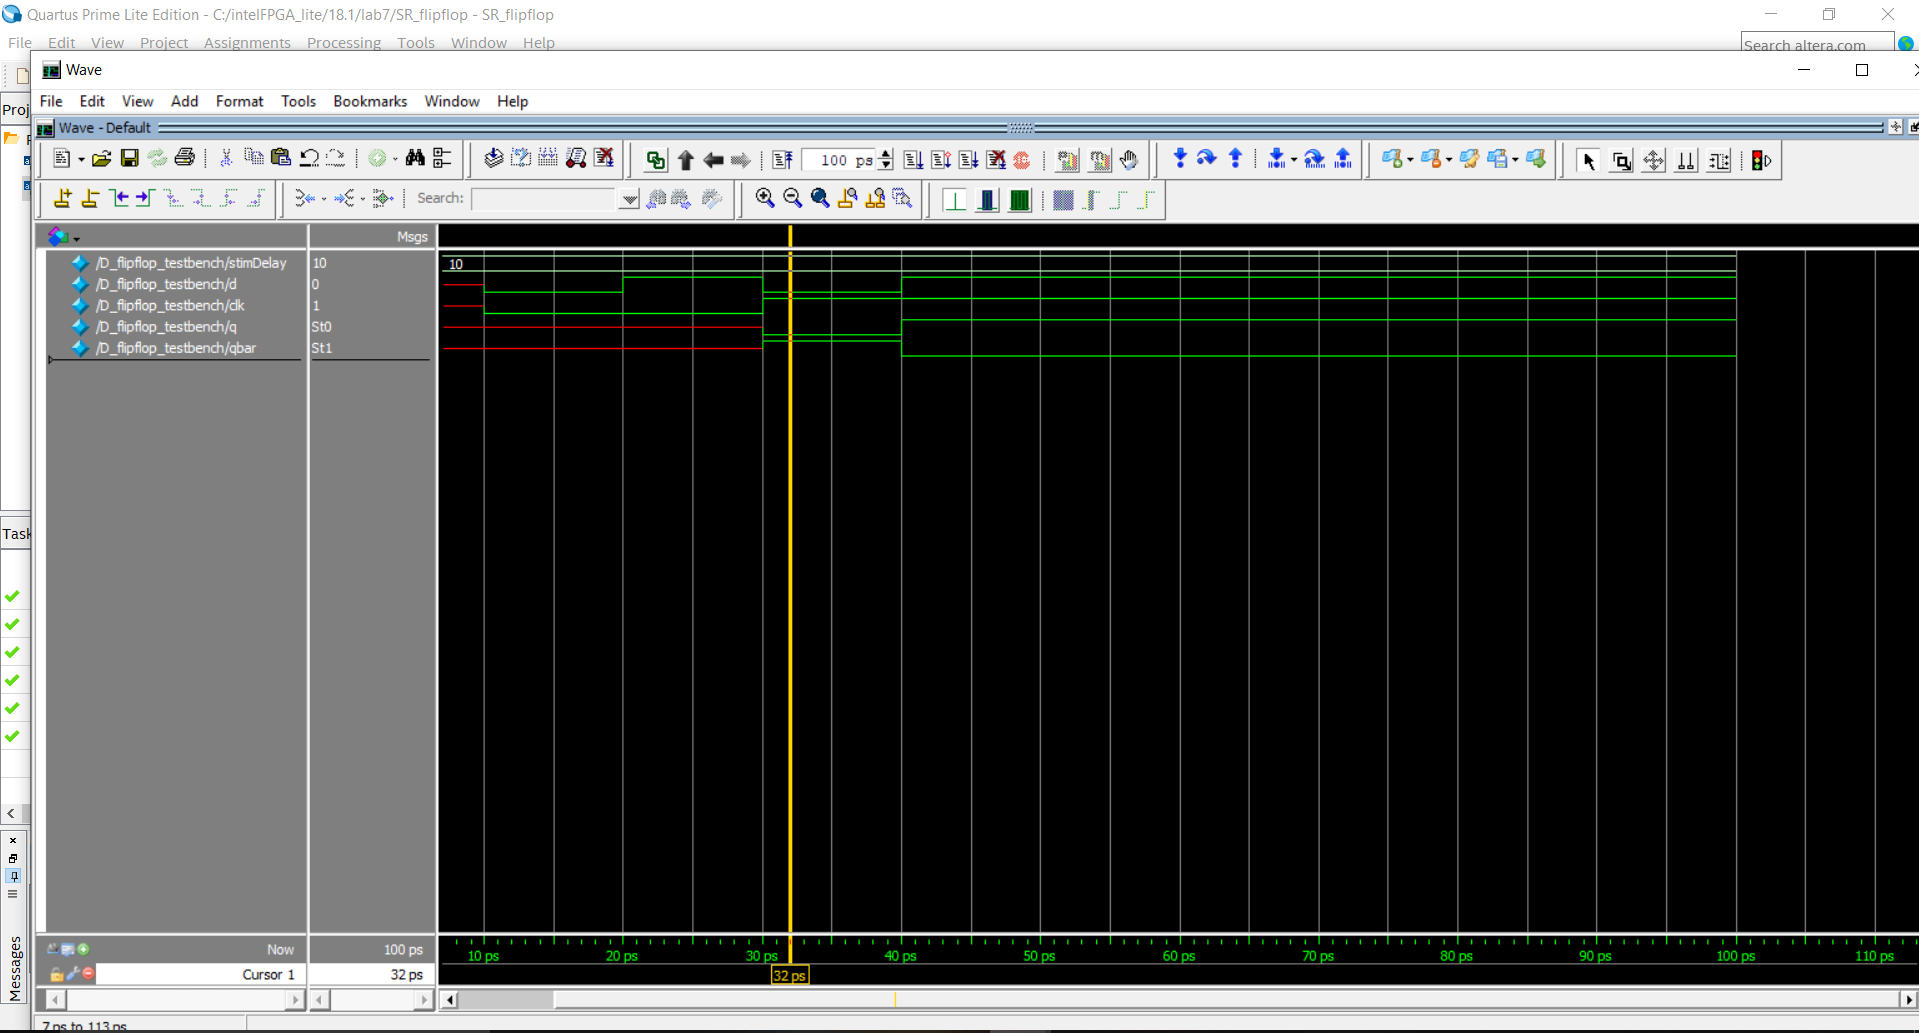 Quartus Prime Lite Edition - C:/intelFPGA_lite/18.1/lab7/SR_flipflop - SR_flipflop
File Edit View Project Assignments Processing Tools Window Help
Search altera.com
Wave
File Edit View Add Format Tools Bookmarks Window Help
Proj
Wave - Default
100 ps
Search:
Msgs
/D_flipflop_testbench/stimDelay 10 10
/D_flipflop_testbench/d 0
/D_flipflop_testbench/clk 1
/D_flipflop_testbench/q St0
/D_flipflop_testbench/qbar St1
Task
Messages
Now 100 ps
10 ps 20 ps 30 ps 40 ps 50 ps 60 ps 70 ps 80 ps 90 ps 100 ps 110 ps
Cursor 1 32 ps
32 ps
7 ps to 113 ps